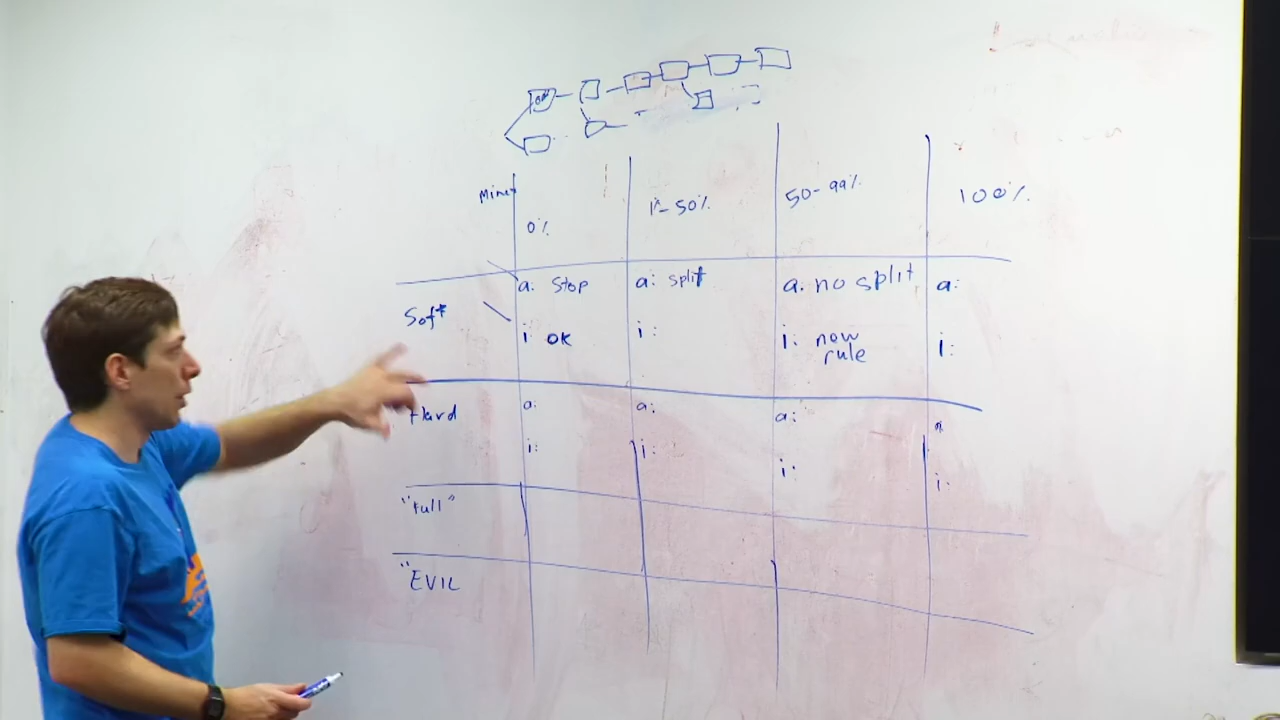 Miner
0% 1-50% 50-99% 100%
Soft
a: stop a: split a: no split a:
i: OK i: i: new rule i:
Hard
a: a: a:
i: i: i: i:
"Full"
"EVIL